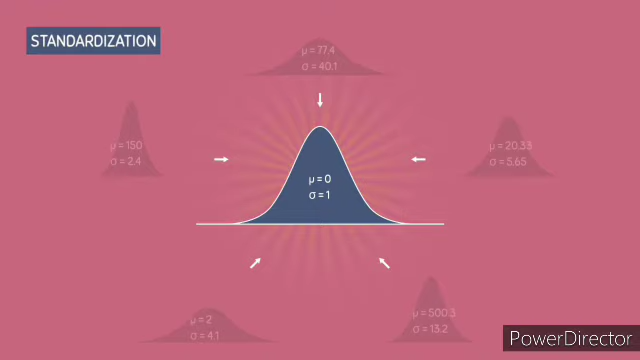 STANDARDIZATION
μ = 77.4
σ = 40.1
μ = 150
σ = 2.4
μ = 20.33
σ = 5.65
μ = 0
σ = 1
μ = 2
σ = 4.1
μ = 500.3
σ = 13.2
PowerDirector